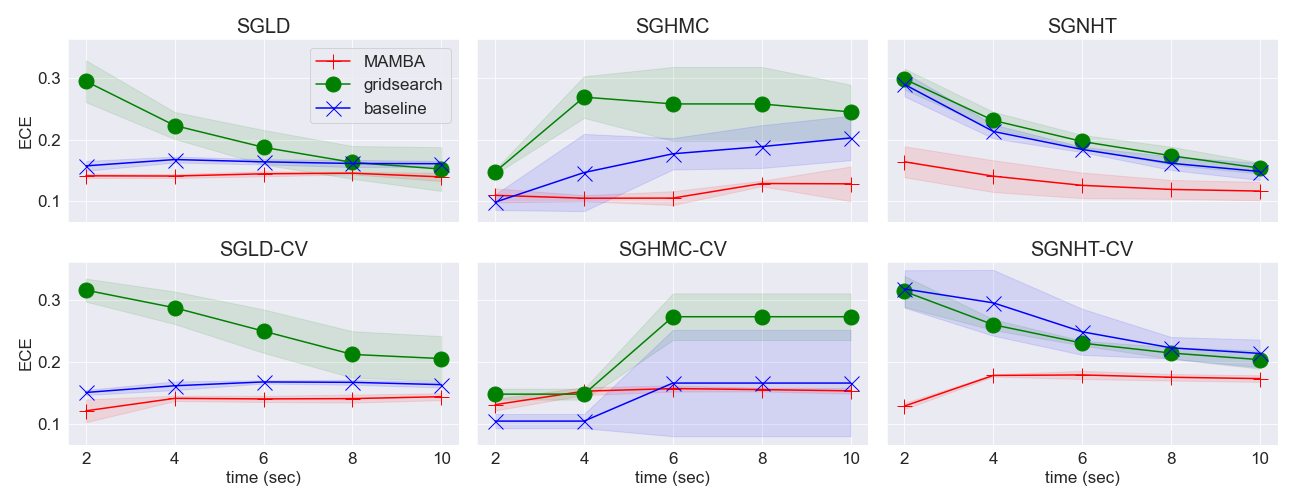 SGLD
SGHMC
SGNHT
ECE
0.3
0.2
0.1
MAMBA
gridsearch
baseline
SGLD-CV
SGHMC-CV
SGNHT-CV
ECE
0.3
0.2
0.1
2 4 6 8 10
2 4 6 8 10
2 4 6 8 10
time (sec)
time (sec)
time (sec)